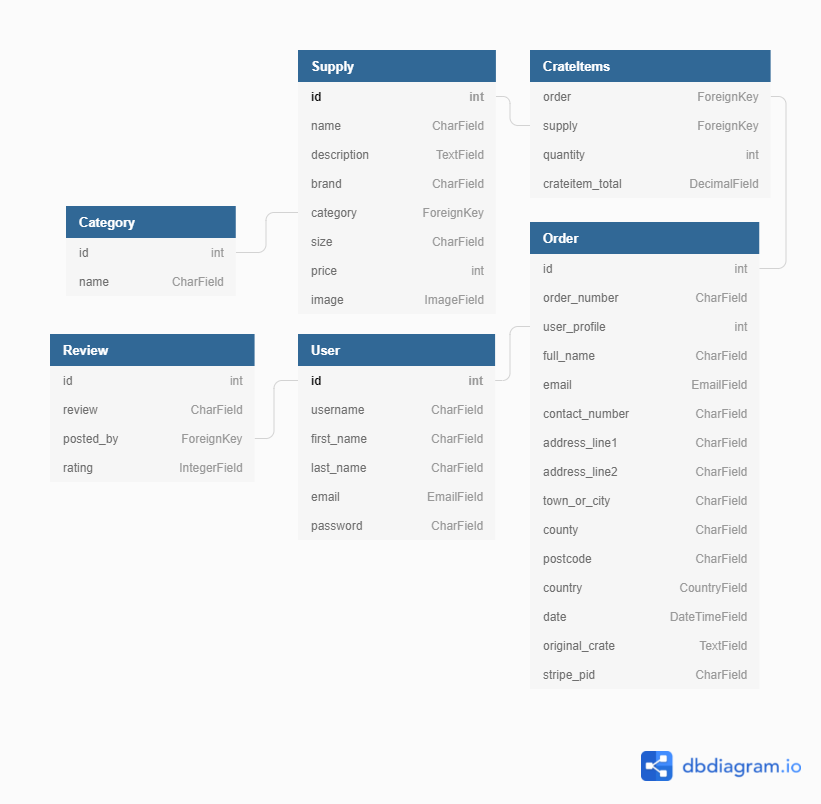 Supply
id int
name CharField
description TextField
brand CharField
category ForeignKey
size CharField
price int
image ImageField
CrateItems
order ForeignKey
supply ForeignKey
quantity int
crateitem_total DecimalField
Category
id int
name CharField
Order
id int
order_number CharField
user_profile int
full_name CharField
email EmailField
contact_number CharField
address_line1 CharField
address_line2 CharField
town_or_city CharField
county CharField
postcode CharField
country CountryField
date DateTimeField
original_crate TextField
stripe_pid CharField
Review
id int
review CharField
posted_by ForeignKey
rating IntegerField
User
id int
username CharField
first_name CharField
last_name CharField
email EmailField
password CharField
dbdiagram.io